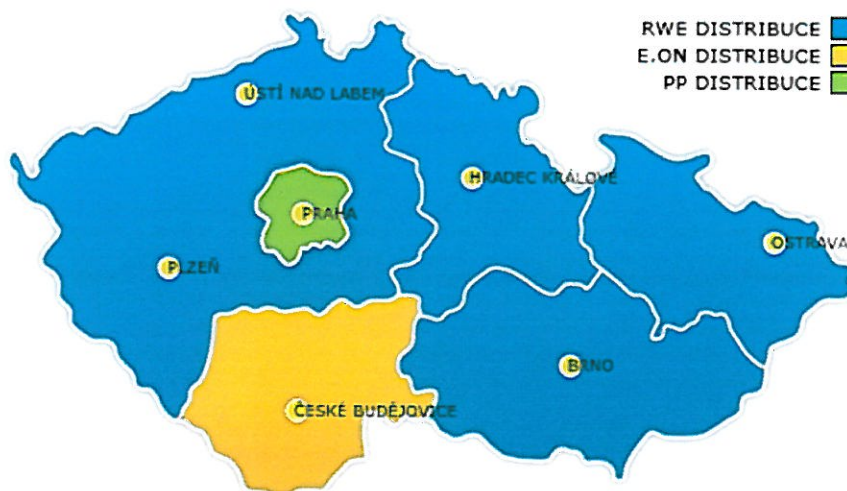 RWE DISTRIBUCE
E.ON DISTRIBUCE
PP DISTRIBUCE
ÚSTÍ NAD LABEM
HRADEC KRÁLOVÉ
PRAHA
OSTRAVA
PLZEŇ
BRNO
ČESKÉ BUDĚJOVICE